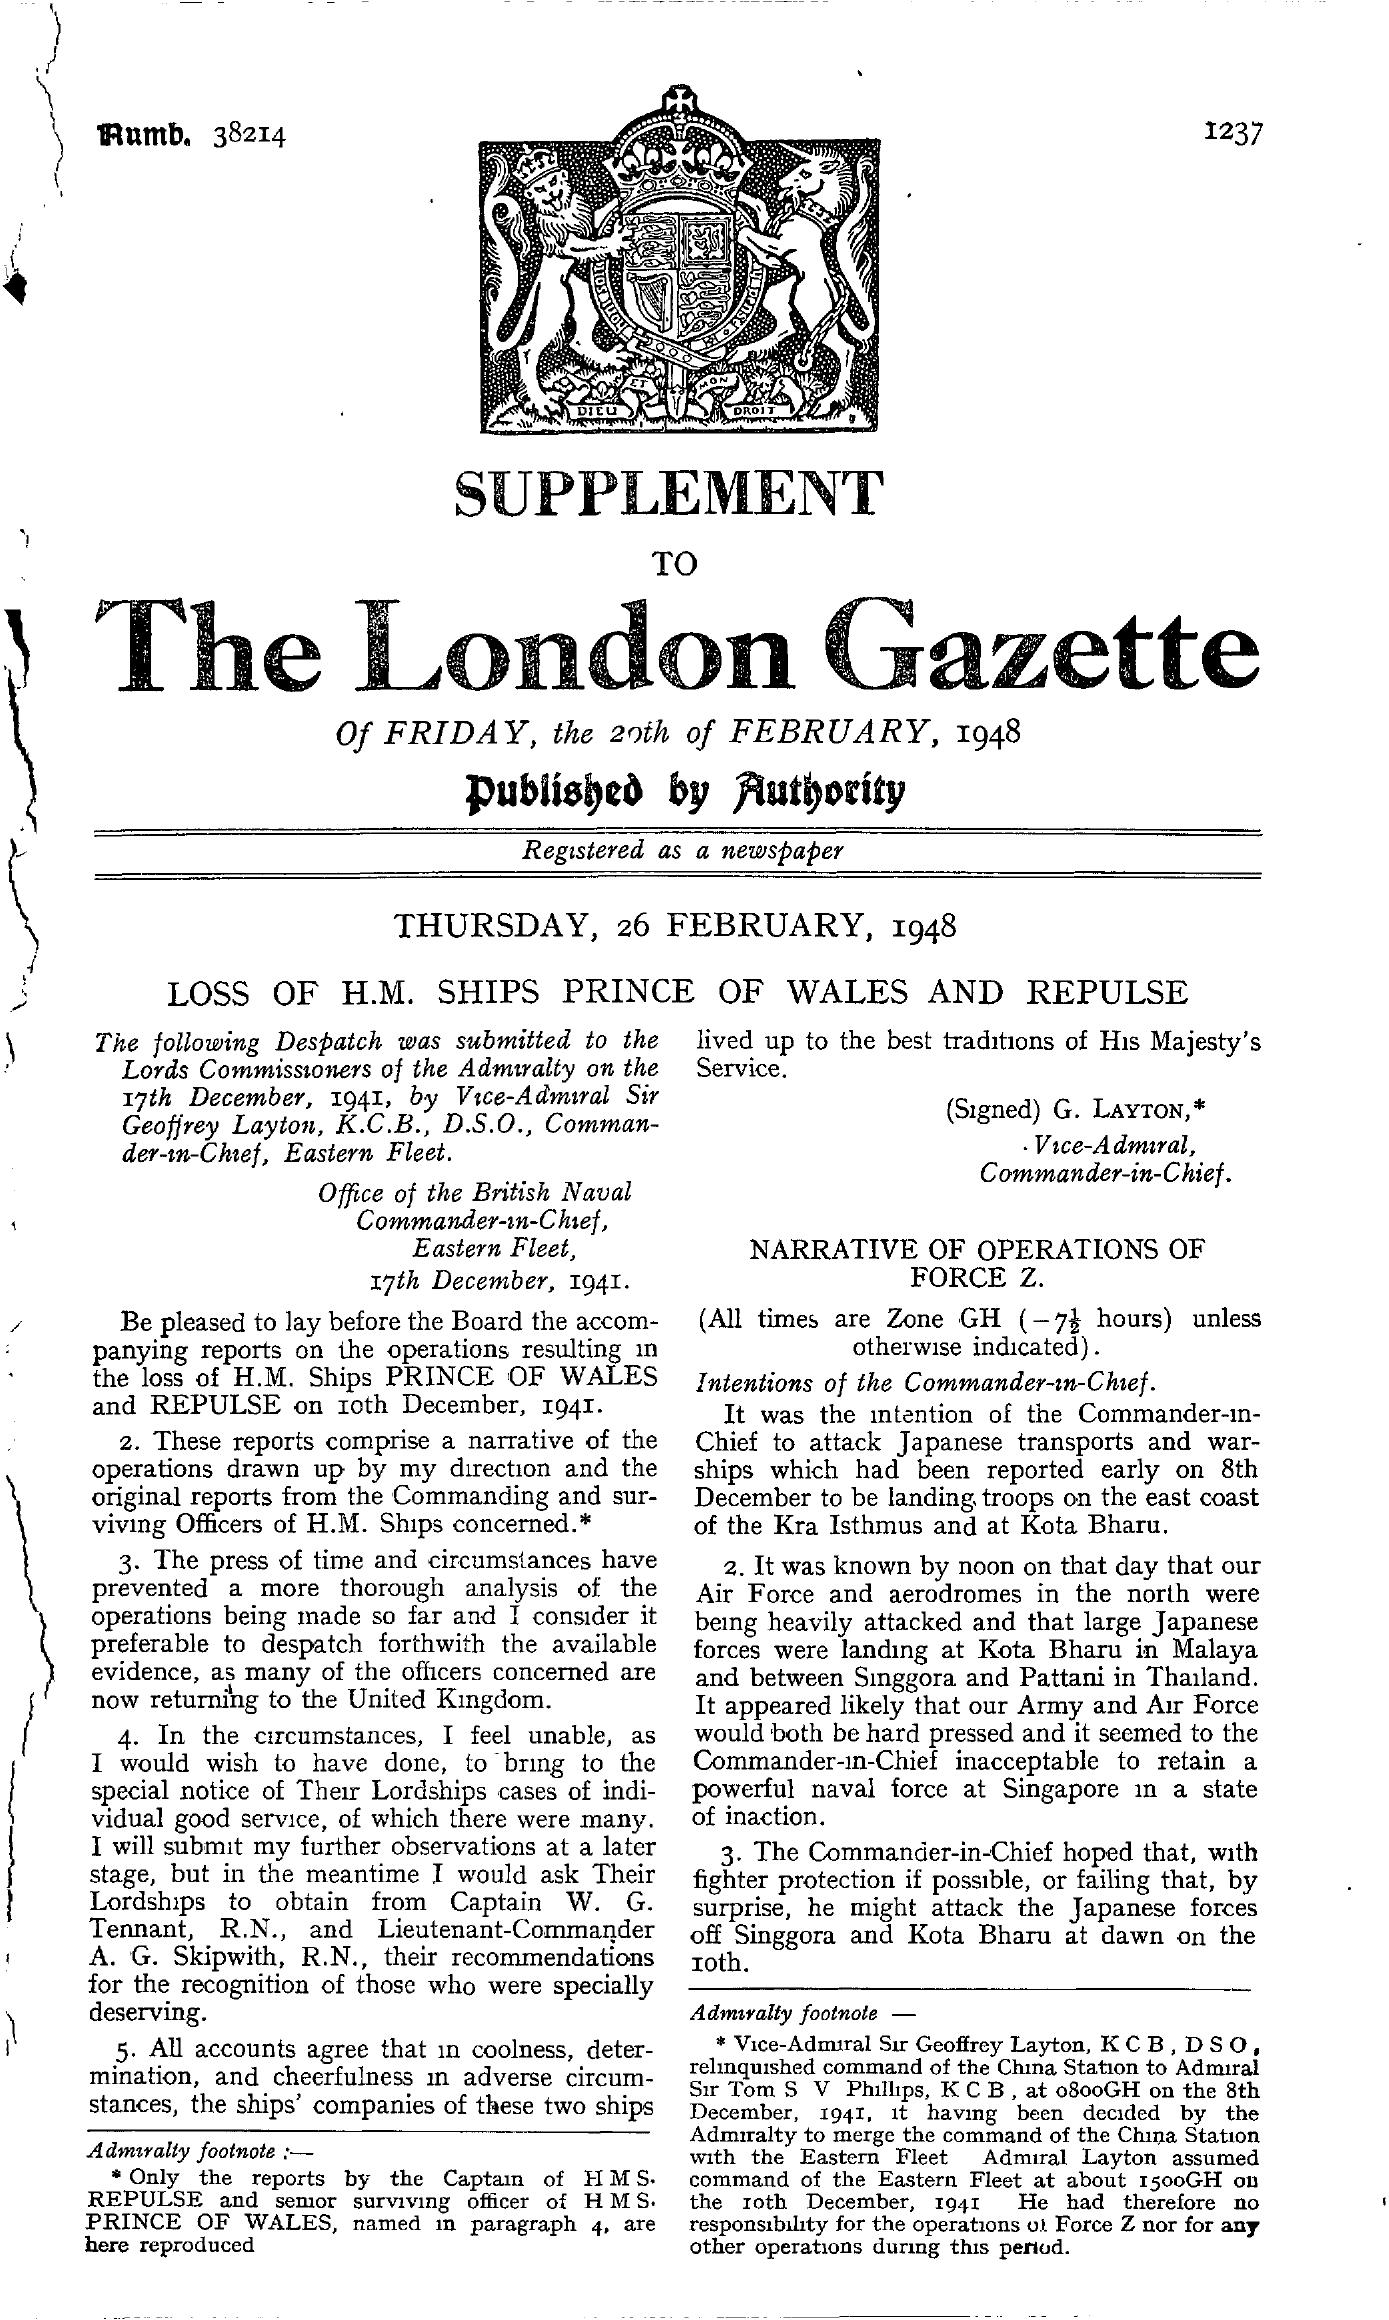 Numb. 38214
1237
DIEU ET MON DROIT
SUPPLEMENT
TO
The London Gazette
Of FRIDAY, the 20th of FEBRUARY, 1948
Published by Authority
Registered as a newspaper
THURSDAY, 26 FEBRUARY, 1948
LOSS OF H.M. SHIPS PRINCE OF WALES AND REPULSE
The following Despatch was submitted to the
Lords Commissioners of the Admiralty on the
17th December, 1941, by Vice-Admiral Sir
Geoffrey Layton, K.C.B., D.S.O., Comman-
der-in-Chief, Eastern Fleet.
Office of the British Naval
Commander-in-Chief,
Eastern Fleet,
17th December, 1941.
Be pleased to lay before the Board the accom-
panying reports on the operations resulting in
the loss of H.M. Ships PRINCE OF WALES
and REPULSE on 10th December, 1941.
2. These reports comprise a narrative of the
operations drawn up by my direction and the
original reports from the Commanding and sur-
viving Officers of H.M. Ships concerned.*
3. The press of time and circumstances have
prevented a more thorough analysis of the
operations being made so far and I consider it
preferable to despatch forthwith the available
evidence, as many of the officers concerned are
now returning to the United Kingdom.
4. In the circumstances, I feel unable, as
I would wish to have done, to bring to the
special notice of Their Lordships cases of indi-
vidual good service, of which there were many.
I will submit my further observations at a later
stage, but in the meantime I would ask Their
Lordships to obtain from Captain W. G.
Tennant, R.N., and Lieutenant-Commander
A. G. Skipwith, R.N., their recommendations
for the recognition of those who were specially
deserving.
5. All accounts agree that in coolness, deter-
mination, and cheerfulness in adverse circum-
stances, the ships' companies of these two ships
Admiralty footnote :—
* Only the reports by the Captain of H M S.
REPULSE and senior surviving officer of H M S.
PRINCE OF WALES, named in paragraph 4, are
here reproduced
lived up to the best traditions of His Majesty's
Service.
(Signed) G. LAYTON,*
Vice-Admiral,
Commander-in-Chief.
NARRATIVE OF OPERATIONS OF
FORCE Z.
(All times are Zone GH (−7½ hours) unless
otherwise indicated).
Intentions of the Commander-in-Chief.
It was the intention of the Commander-in-
Chief to attack Japanese transports and war-
ships which had been reported early on 8th
December to be landing troops on the east coast
of the Kra Isthmus and at Kota Bharu.
2. It was known by noon on that day that our
Air Force and aerodromes in the north were
being heavily attacked and that large Japanese
forces were landing at Kota Bharu in Malaya
and between Singgora and Pattani in Thailand.
It appeared likely that our Army and Air Force
would both be hard pressed and it seemed to the
Commander-in-Chief inacceptable to retain a
powerful naval force at Singapore in a state
of inaction.
3. The Commander-in-Chief hoped that, with
fighter protection if possible, or failing that, by
surprise, he might attack the Japanese forces
off Singgora and Kota Bharu at dawn on the
10th.
Admiralty footnote —
* Vice-Admiral Sir Geoffrey Layton, K C B , D S O ,
relinquished command of the China Station to Admiral
Sir Tom S V Phillips, K C B , at 0800GH on the 8th
December, 1941, it having been decided by the
Admiralty to merge the command of the China Station
with the Eastern Fleet Admiral Layton assumed
command of the Eastern Fleet at about 1500GH on
the 10th December, 1941 He had therefore no
responsibility for the operations of Force Z nor for any
other operations during this period.